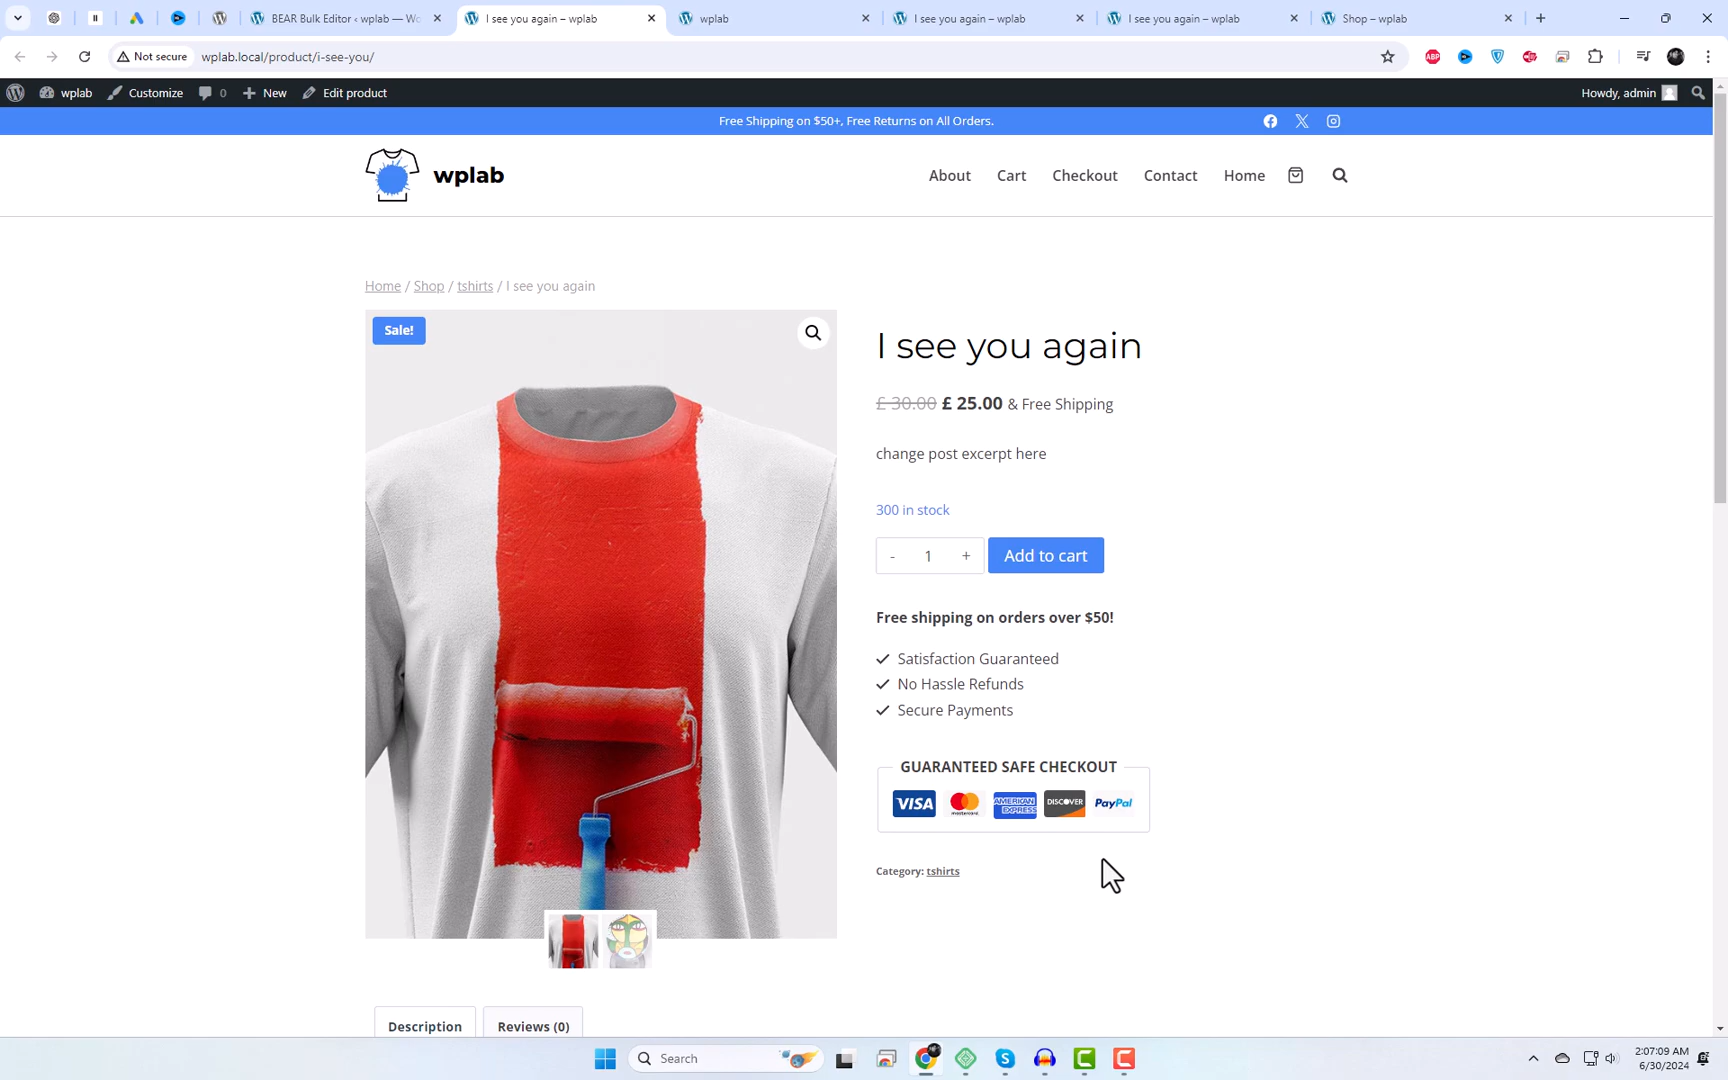 BEAR Bulk Editor ‹ wplab — Wo
I see you again – wplab
wplab
I see you again – wplab
I see you again – wplab
Shop – wplab
Not secure
wplab.local/product/i-see-you/
ABP
wplab
Customize
0
New
Edit product
Howdy, admin
Free Shipping on $50+, Free Returns on All Orders.
wplab
About
Cart
Checkout
Contact
Home
Home / Shop / tshirts / I see you again
Sale!
I see you again
£ 30.00 £ 25.00 & Free Shipping
change post excerpt here
300 in stock
- 1 +
Add to cart
Free shipping on orders over $50!
Satisfaction Guaranteed
No Hassle Refunds
Secure Payments
GUARANTEED SAFE CHECKOUT
VISA
mastercard
AMERICAN EXPRESS
DISCOVER
PayPal
Category: tshirts
Description
Reviews (0)
Search
2:07:09 AM
6/30/2024